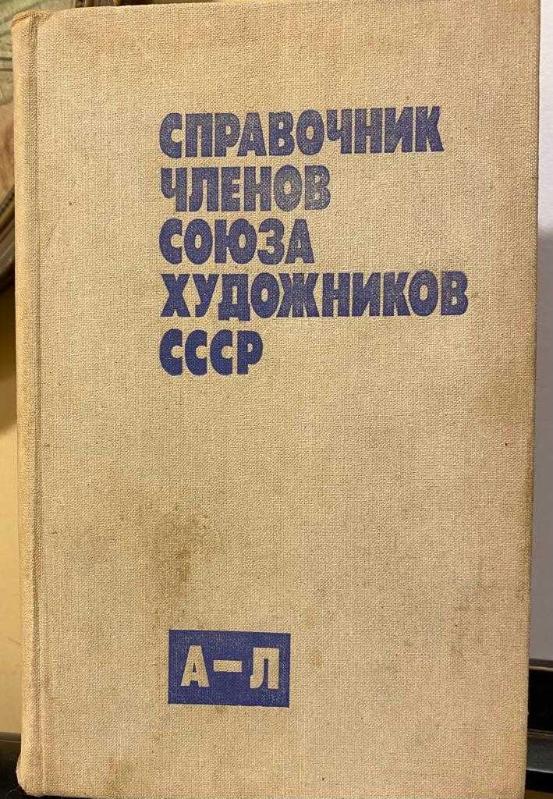 СПРАВОЧНИК
ЧЛЕНОВ
СОЮЗА
ХУДОЖНИКОВ
СССР
А-Л